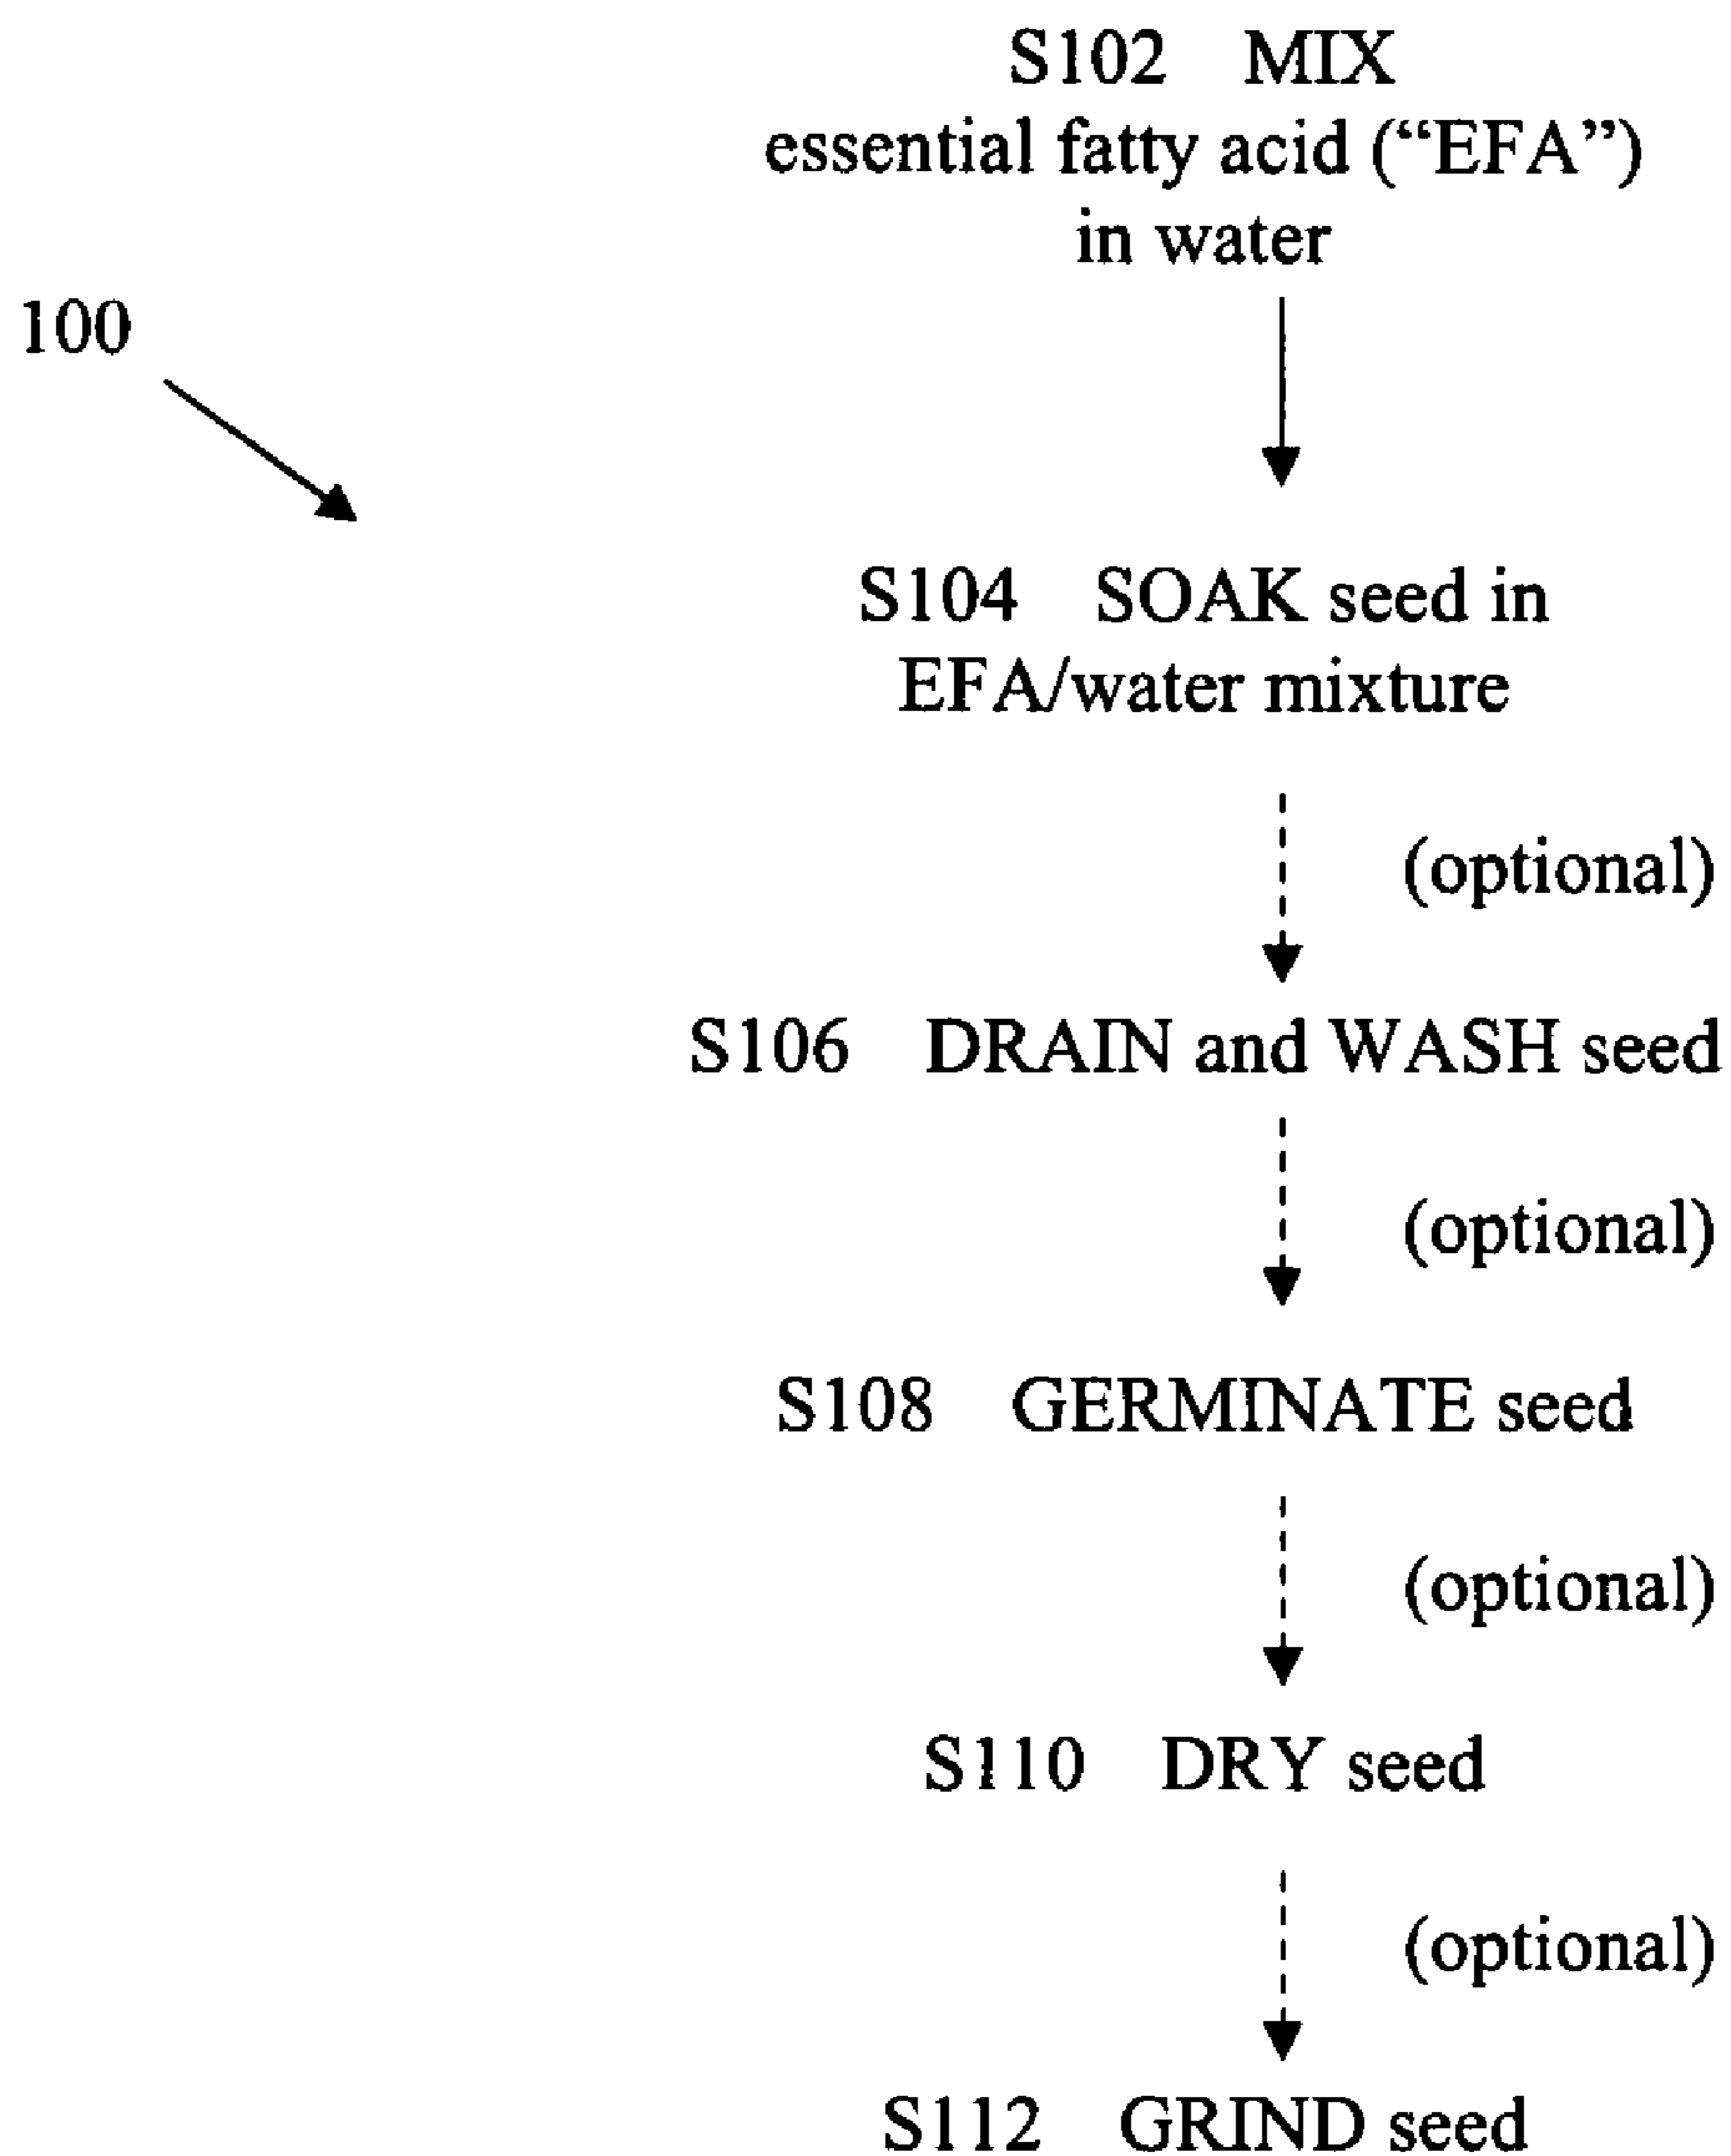 S102 MIX
essential fatty acid (“EFA”)
in water
100
S104 SOAK seed in
EFA/water mixture
(optional)
S106 DRAIN and WASH seed
(optional)
S108 GERMINATE seed
(optional)
S110 DRY seed
(optional)
S112 GRIND seed